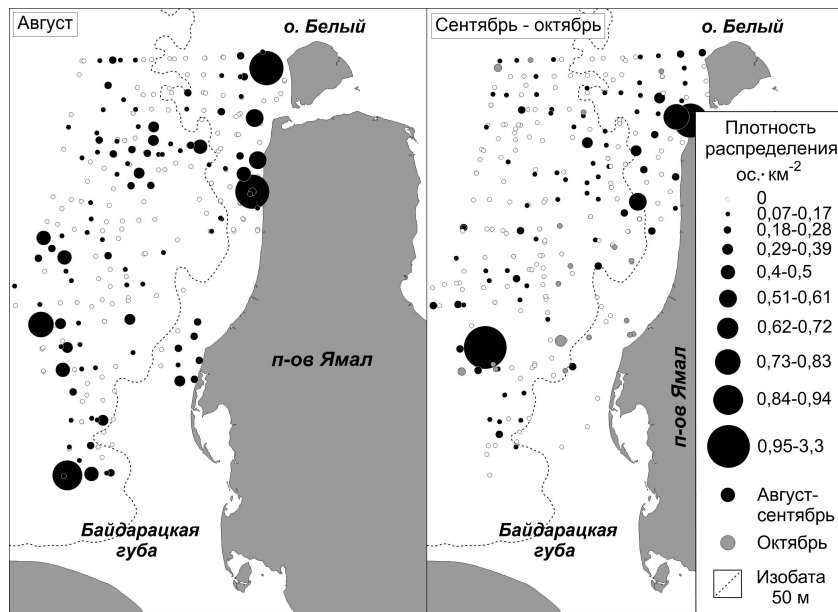 Август
о. Белый
п-ов Ямал
Байдарацкая
губа
Сентябрь - октябрь
о. Белый
п-ов Ямал
Байдарацкая
губа
Плотность
распределения
ос.·км-2
0
0,07-0,17
0,18-0,28
0,29-0,39
0,4-0,5
0,51-0,61
0,62-0,72
0,73-0,83
0,84-0,94
0,95-3,3
Август-
сентябрь
Октябрь
Изобата
50 м